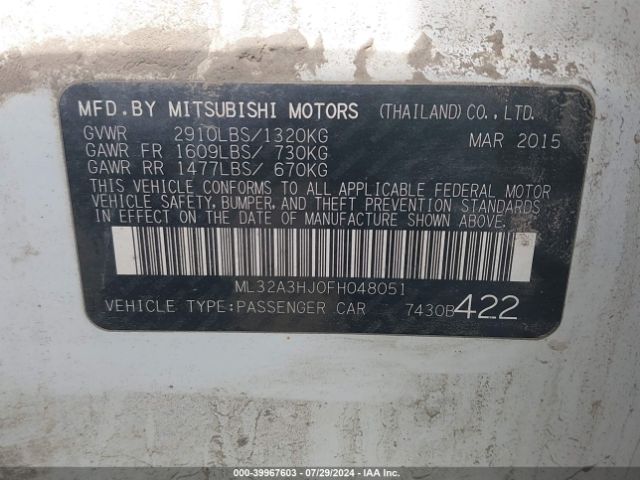 MFD.BY MITSUBISHI MOTORS (THAILAND)CO.,LTD.
GVWR 2910LBS/1320KG MAR 2015
GAWR FR 1609LBS/ 730KG
GAWR RR 1477LBS/ 670KG
THIS VEHICLE CONFORMS TO ALL APPLICABLE FEDERAL MOTOR
VEHICLE SAFETY, BUMPER, AND THEFT PREVENTION STANDARDS
IN EFFECT ON THE DATE OF MANUFACTURE SHOWN ABOVE.
ML32A3HJ0FH048051
VEHICLE TYPE:PASSENGER CAR 7430B422
000-39967603 - 07/29/2024 - IAA Inc.